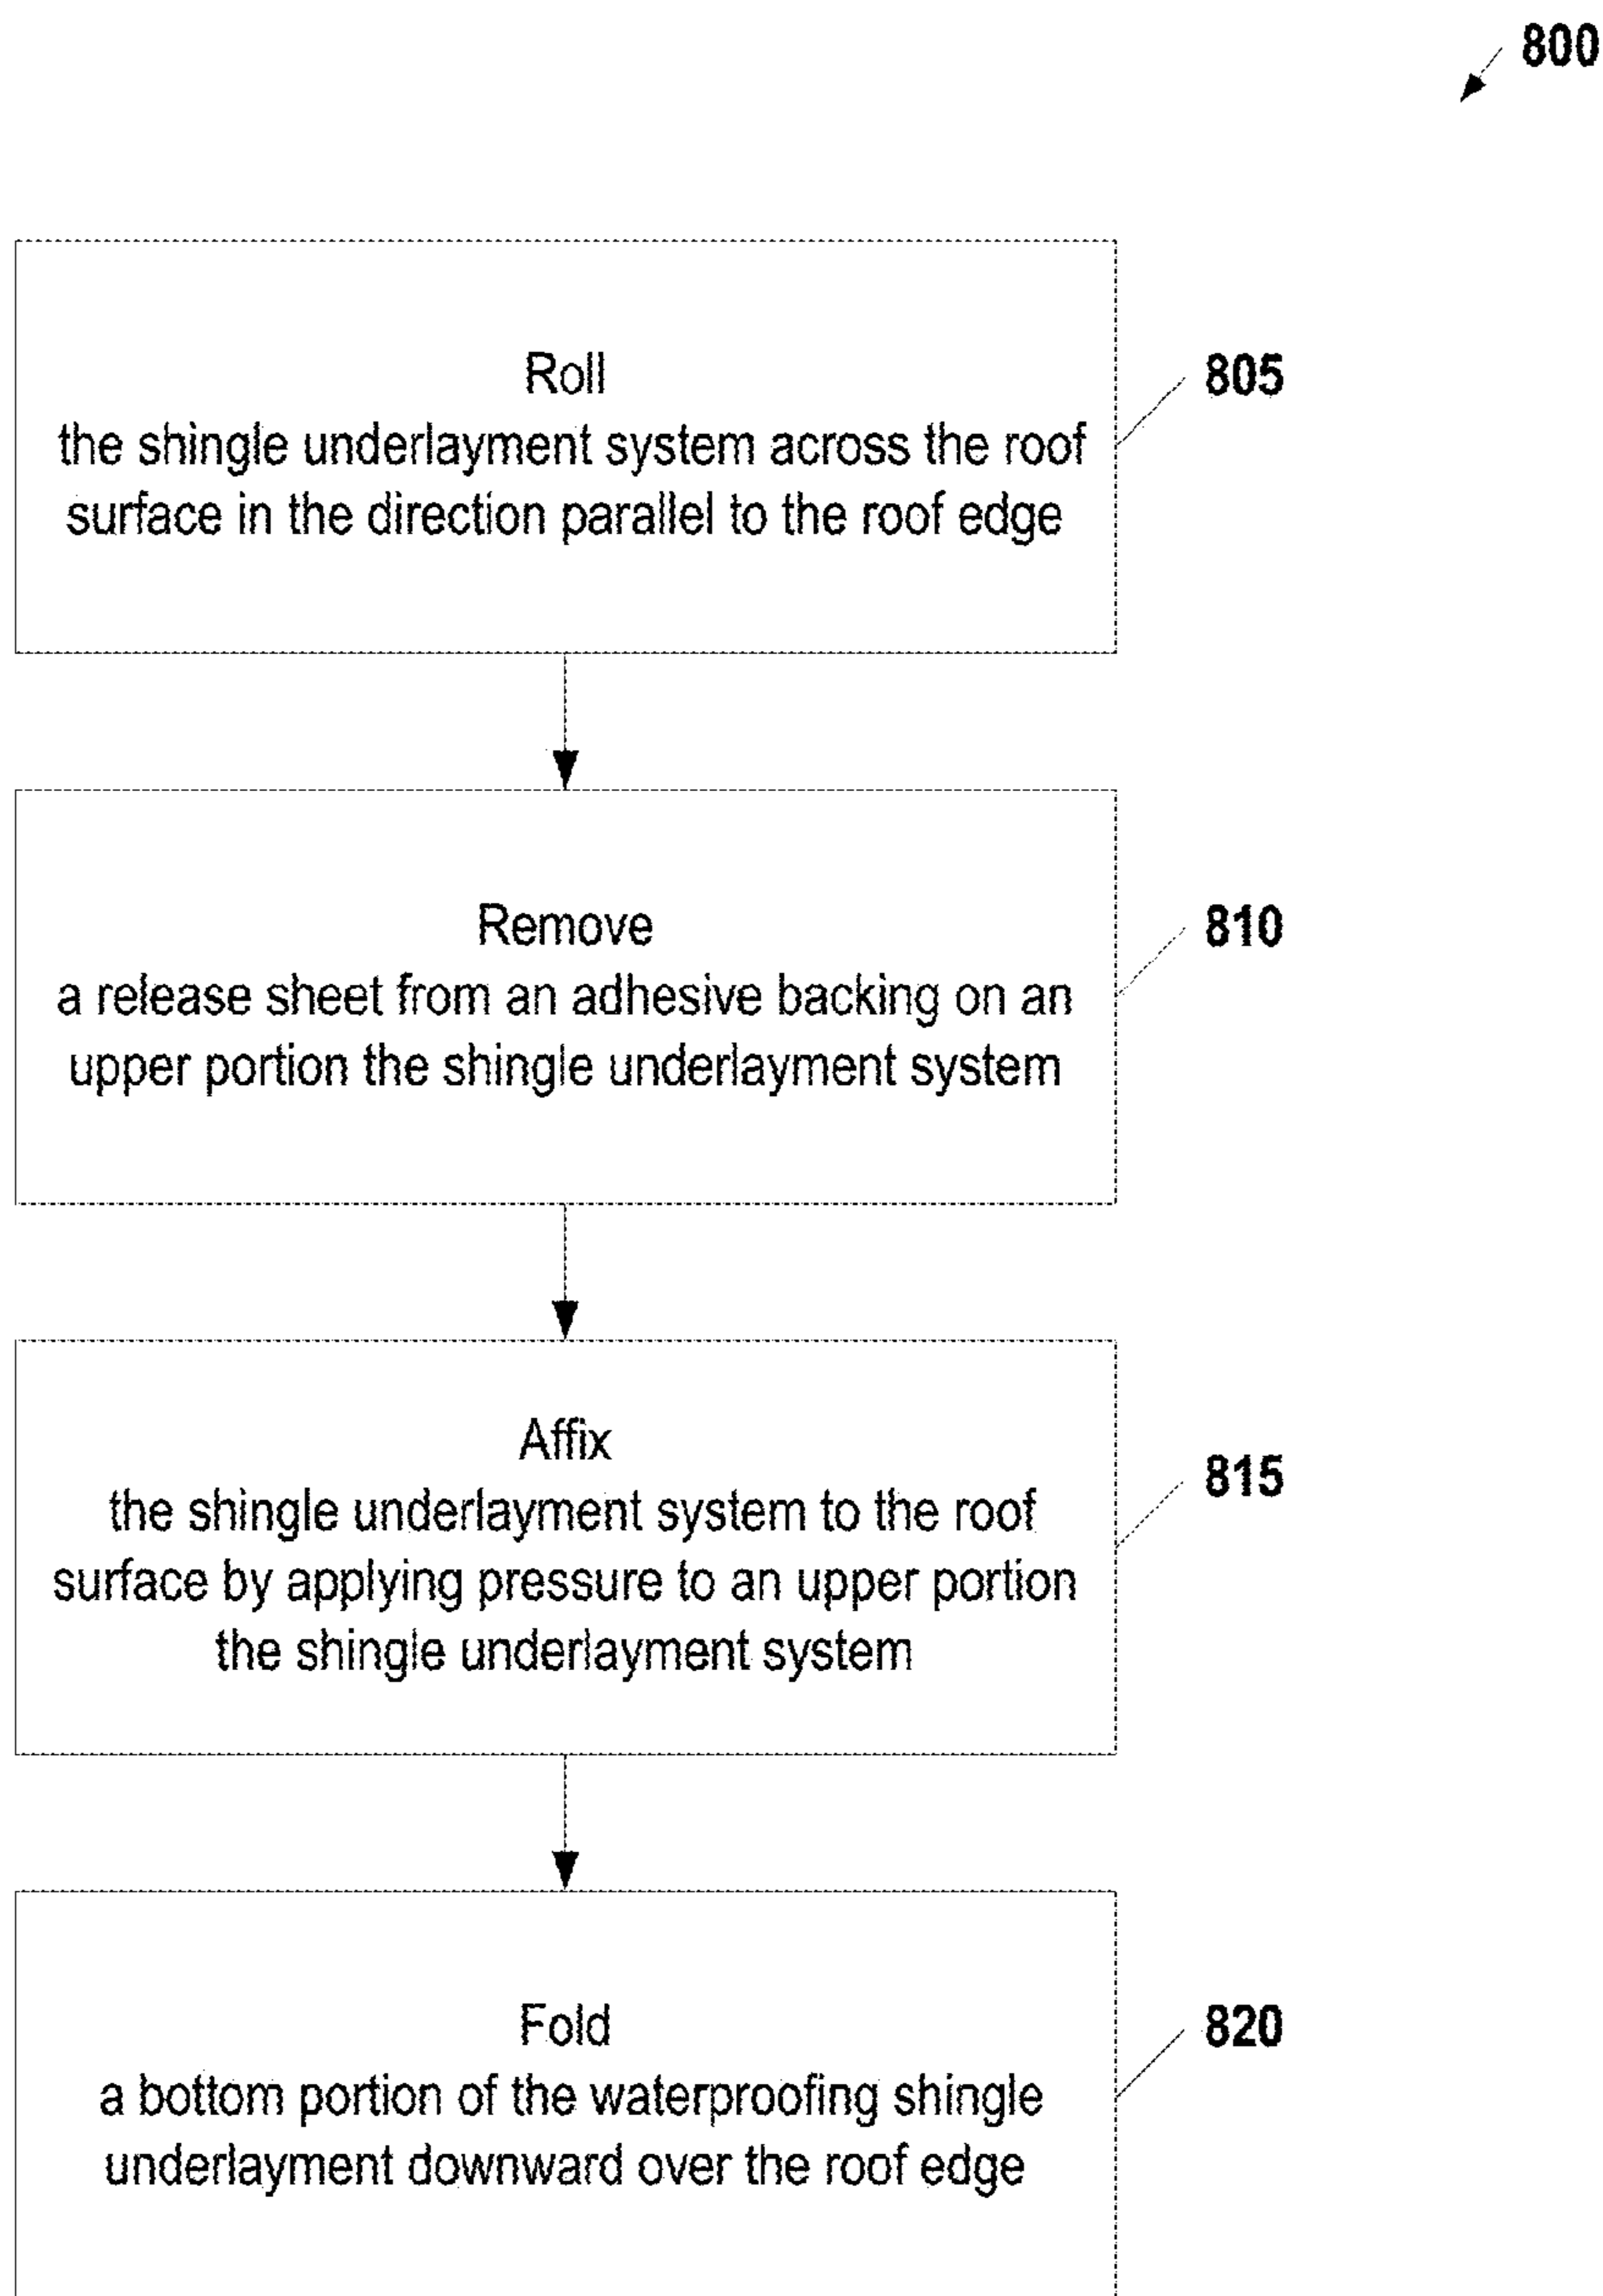 800
Roll
the shingle underlayment system across the roof
surface in the direction parallel to the roof edge
805
Remove
a release sheet from an adhesive backing on an
upper portion the shingle underlayment system
810
Affix
the shingle underlayment system to the roof
surface by applying pressure to an upper portion
the shingle underlayment system
815
Fold
a bottom portion of the waterproofing shingle
underlayment downward over the roof edge
820